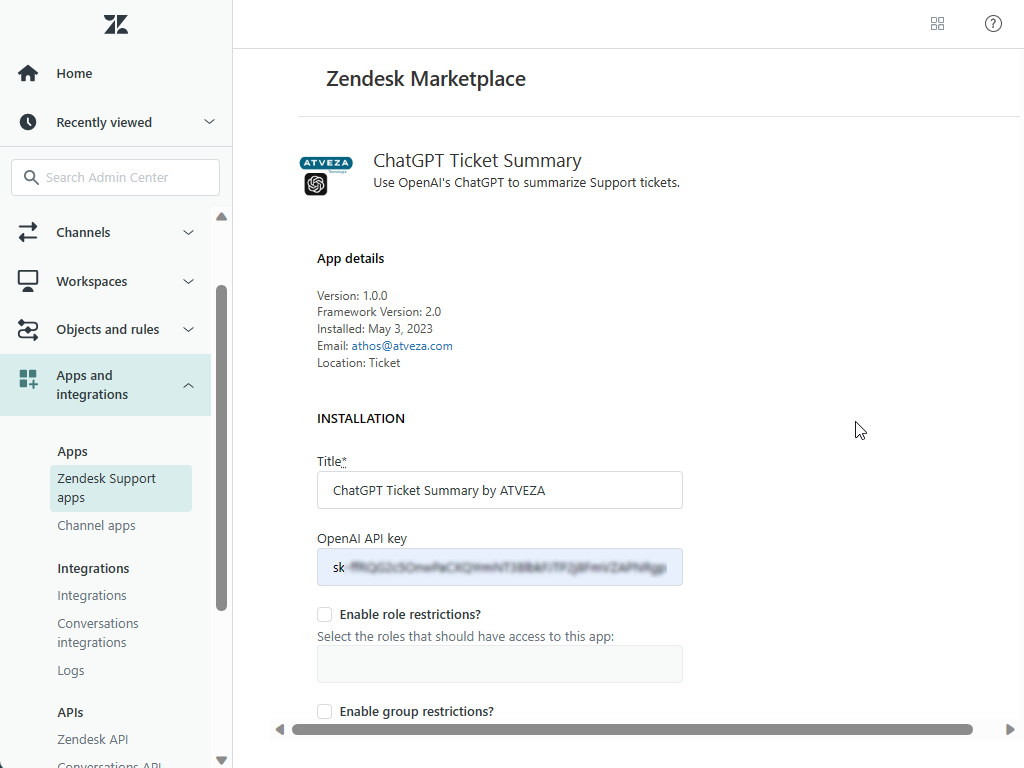 Home
Recently viewed
Search Admin Center
Channels
Workspaces
Objects and rules
Apps and
integrations
Apps
Zendesk Support
apps
Channel apps
Integrations
Integrations
Conversations
integrations
Logs
APIs
Zendesk API
Conversations API
Zendesk Marketplace
ATVEZA
Tecnologia
ChatGPT Ticket Summary
Use OpenAI's ChatGPT to summarize Support tickets.
App details
Version: 1.0.0
Framework Version: 2.0
Installed: May 3, 2023
Email: athos@atveza.com
Location: Ticket
INSTALLATION
Title*
ChatGPT Ticket Summary by ATVEZA
OpenAI API key
sk
Enable role restrictions?
Select the roles that should have access to this app:
Enable group restrictions?